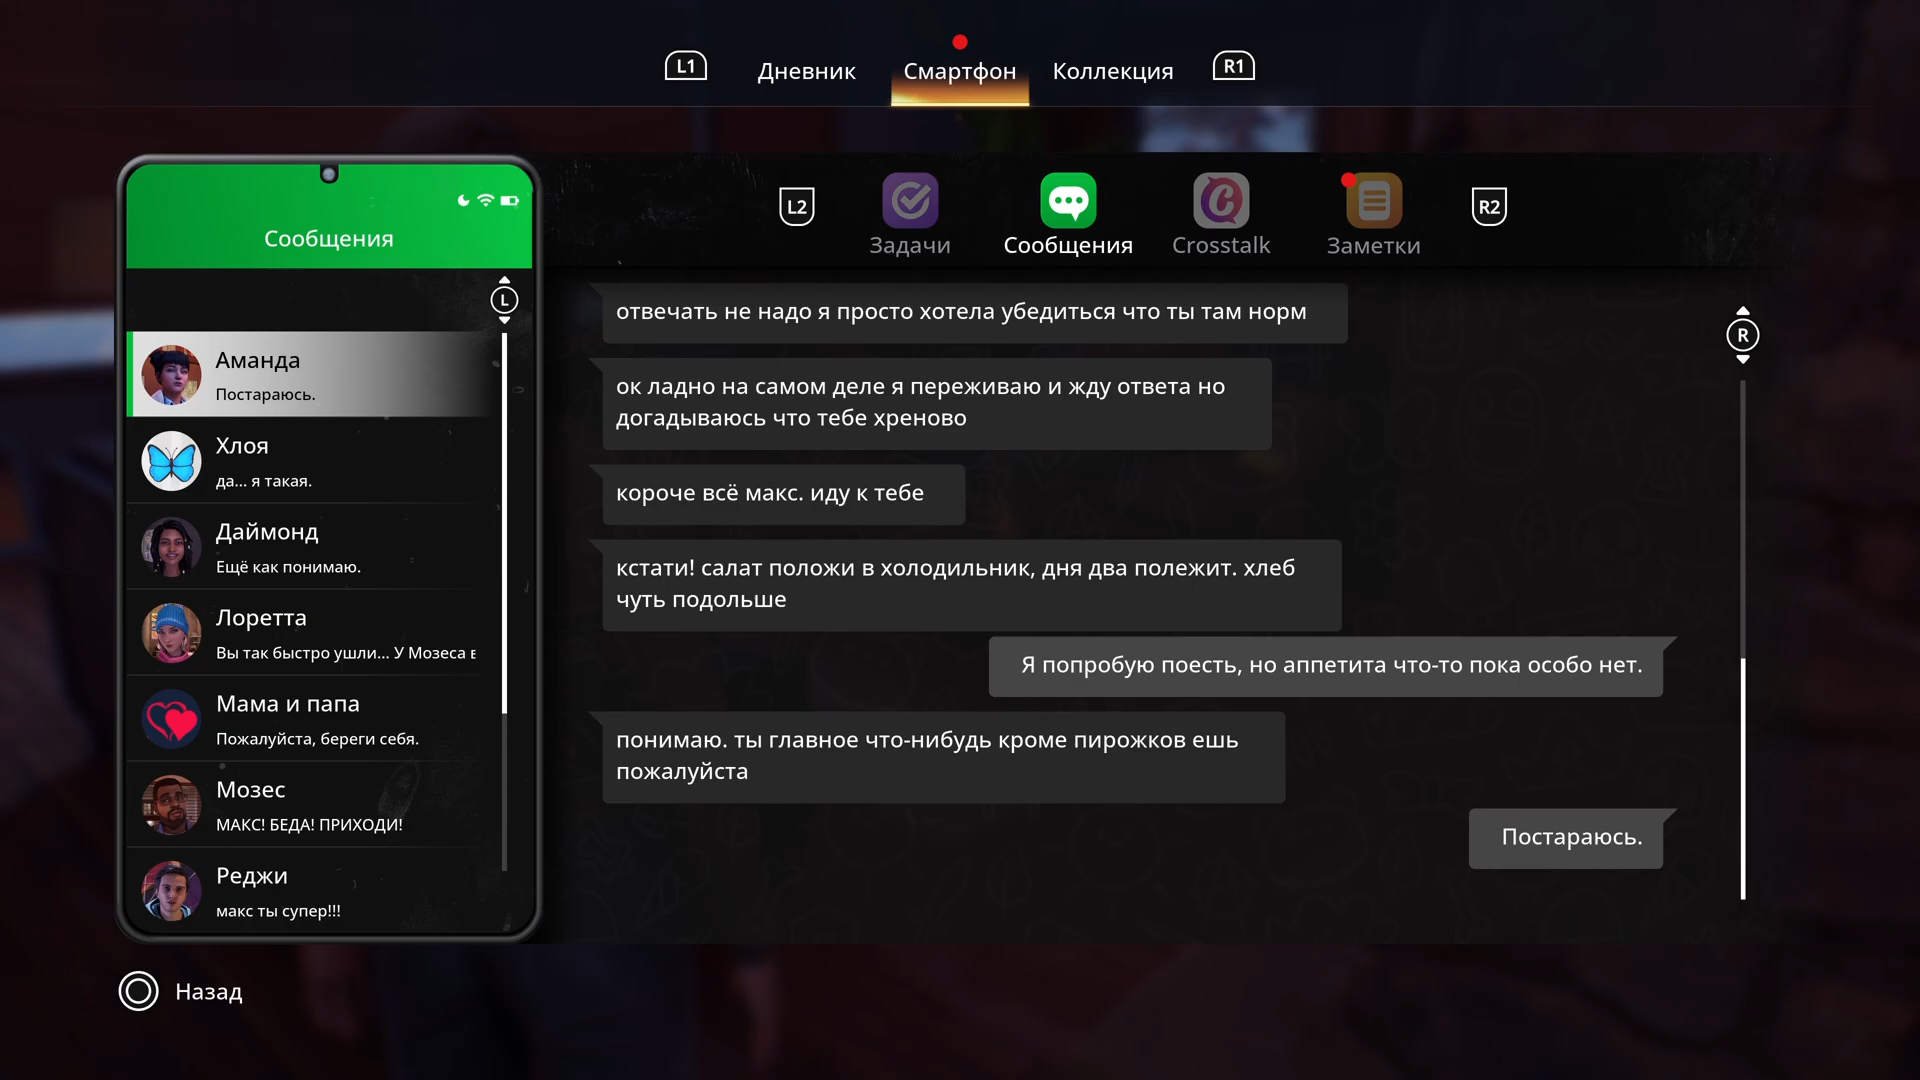 L1
Дневник
Смартфон
Коллекция
R1
Сообщения
L
Аманда
Постараюсь.
Хлоя
да... я такая.
Даймонд
Ещё как понимаю.
Лоретта
Вы так быстро ушли... У Мозеса в
Мама и папа
Пожалуйста, береги себя.
Мозес
МАКС! БЕДА! ПРИХОДИ!
Реджи
макс ты супер!!!
L2
Задачи
Сообщения
Crosstalk
Заметки
R2
R
отвечать не надо я просто хотела убедиться что ты там норм
ок ладно на самом деле я переживаю и жду ответа но
догадываюсь что тебе хреново
короче всё макс. иду к тебе
кстати! салат положи в холодильник, дня два полежит. хлеб
чуть подольше
Я попробую поесть, но аппетита что-то пока особо нет.
понимаю. ты главное что-нибудь кроме пирожков ешь
пожалуйста
Постараюсь.
Назад